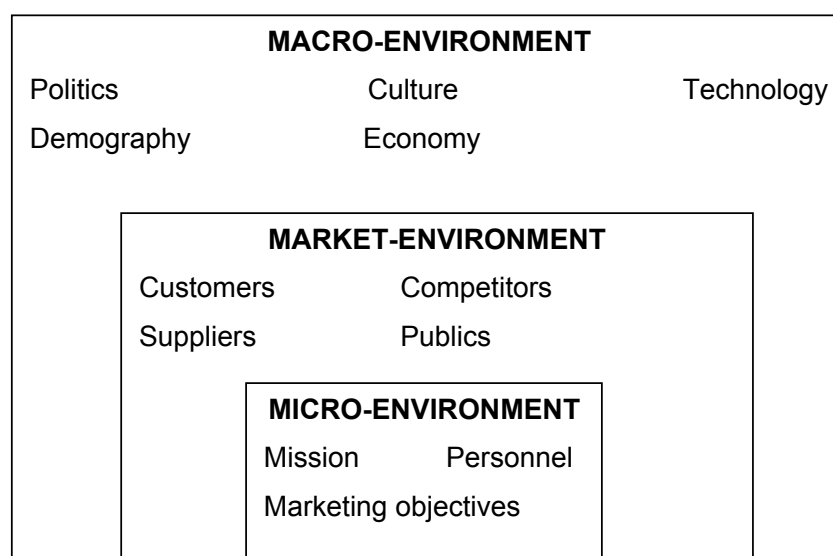 MACRO-ENVIRONMENT
Politics Culture Technology
Demography Economy
MARKET-ENVIRONMENT
Customers Competitors
Suppliers Publics
MICRO-ENVIRONMENT
Mission Personnel
Marketing objectives